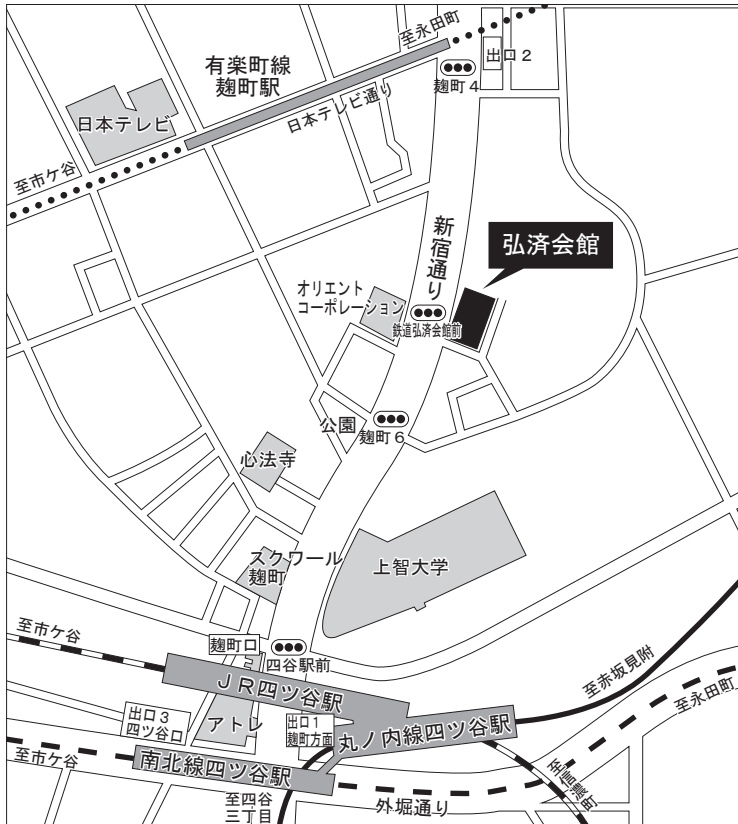 至永田町
有楽町線
麹町駅
出口2
麹町4
日本テレビ
日本テレビ通り
至市ケ谷
新宿通り
弘済会館
オリエント
コーポレーション
鉄道弘済会館前
公園
麹町6
心法寺
スクワール
麹町
上智大学
至市ケ谷
麹町口
四谷駅前
JR四ツ谷駅
至赤坂見附
至永田町
出口3
四ツ谷口
アトレ
出口1
麹町方面
丸ノ内線四ツ谷駅
至市ケ谷
南北線四ツ谷駅
至四谷
三丁目
外堀通り
至信濃町